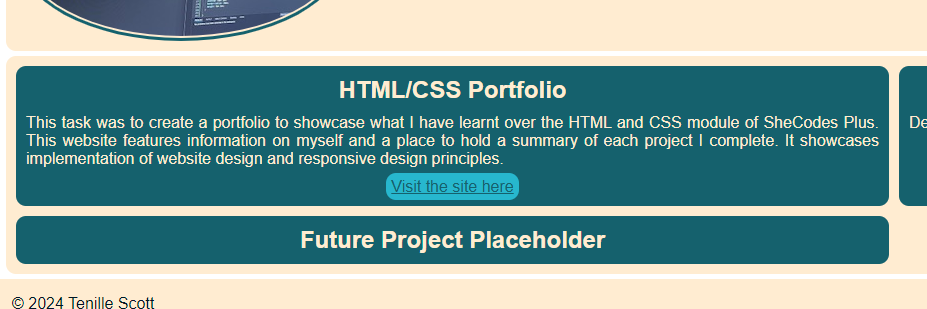 HTML/CSS Portfolio
This task was to create a portfolio to showcase what I have learnt over the HTML and CSS module of SheCodes Plus.
This website features information on myself and a place to hold a summary of each project I complete. It showcases
implementation of website design and responsive design principles.
De
Visit the site here
Future Project Placeholder
© 2024 Tenille Scott